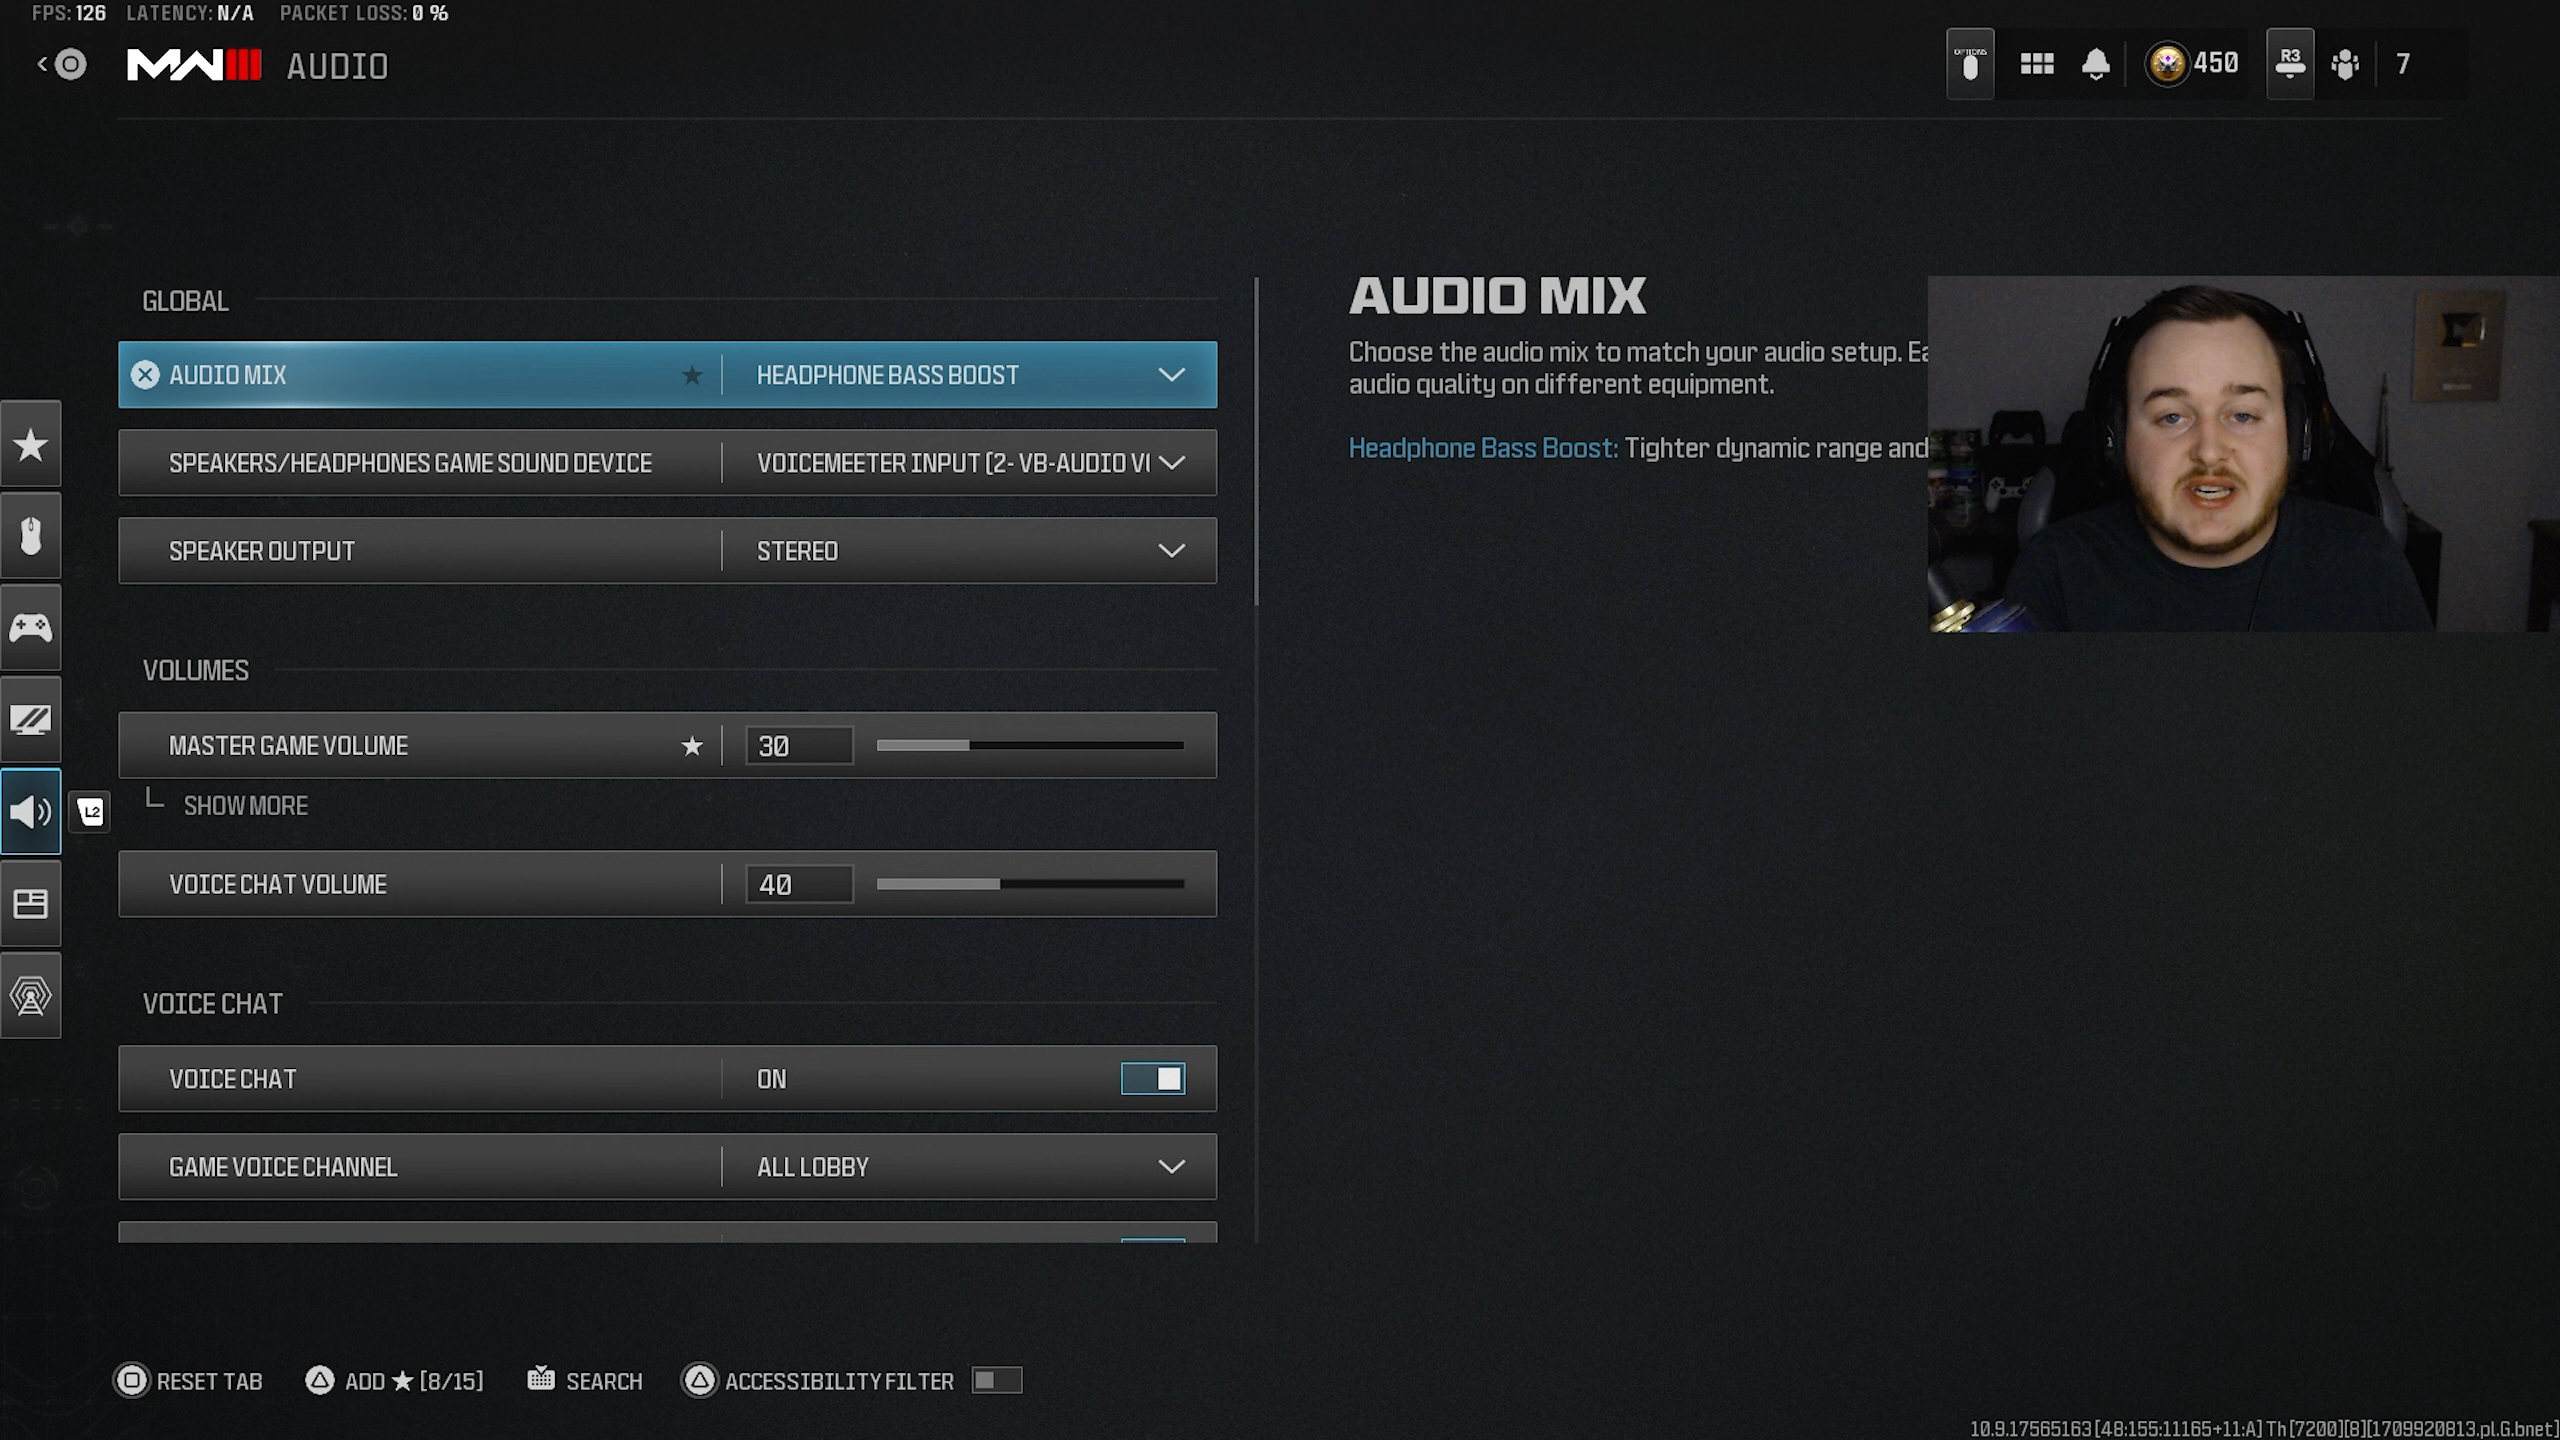 FPS: 126 LATENCY: N/A PACKET LOSS: 0 %
MWIII AUDIO
OPTIONS 450 R3 7
GLOBAL
AUDIO MIX HEADPHONE BASS BOOST
SPEAKERS/HEADPHONES GAME SOUND DEVICE VOICEMEETER INPUT (2- VB-AUDIO VI
SPEAKER OUTPUT STEREO
VOLUMES
MASTER GAME VOLUME 30
SHOW MORE
L2
VOICE CHAT VOLUME 40
VOICE CHAT
VOICE CHAT ON
GAME VOICE CHANNEL ALL LOBBY
AUDIO MIX
Choose the audio mix to match your audio setup. Ea
audio quality on different equipment.
Headphone Bass Boost: Tighter dynamic range and
RESET TAB ADD ★ [8/15] SEARCH ACCESSIBILITY FILTER
10.9.17565163 [48:155:11165+11:A] Th [7200][8][1709920813.pl.G.bnet]